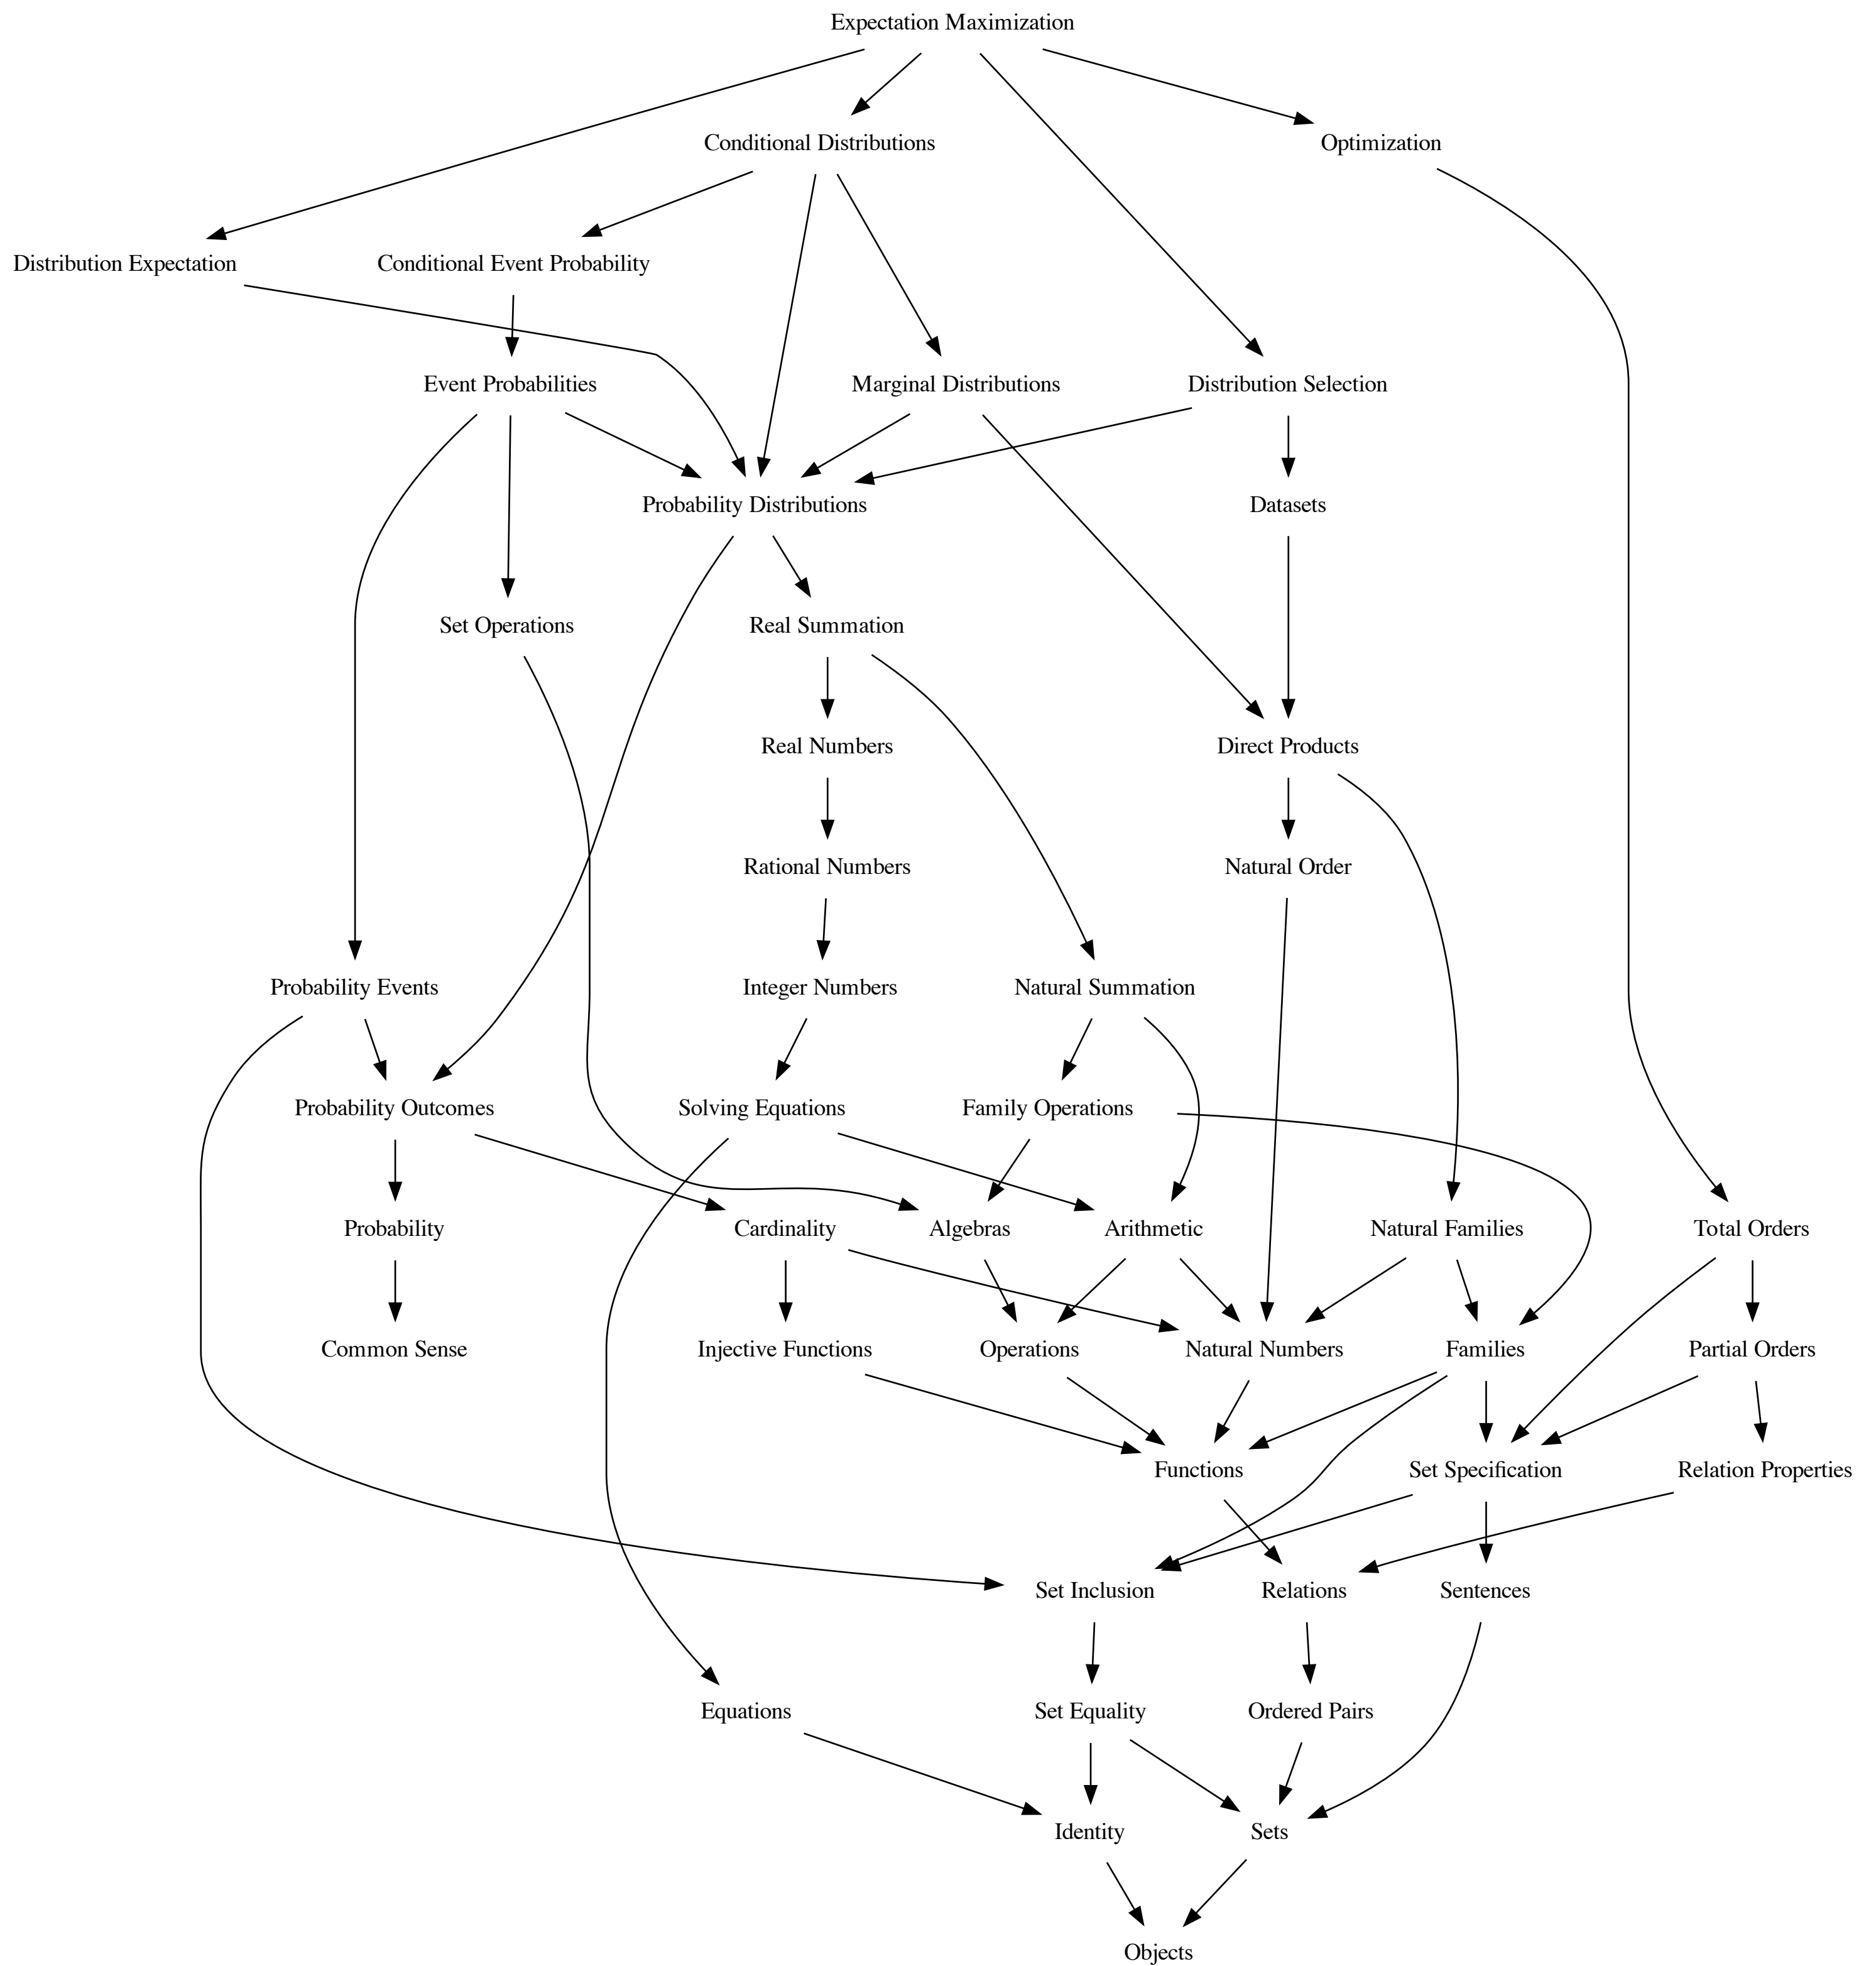 Expectation Maximization
Conditional Distributions
Optimization
Distribution Expectation
Conditional Event Probability
Event Probabilities
Marginal Distributions
Distribution Selection
Probability Distributions
Datasets
Set Operations
Real Summation
Real Numbers
Direct Products
Rational Numbers
Natural Order
Probability Events
Integer Numbers
Natural Summation
Probability Outcomes
Solving Equations
Family Operations
Probability
Cardinality
Algebras
Arithmetic
Natural Families
Total Orders
Common Sense
Injective Functions
Operations
Natural Numbers
Families
Partial Orders
Functions
Set Specification
Relation Properties
Set Inclusion
Relations
Sentences
Equations
Set Equality
Ordered Pairs
Identity
Sets
Objects